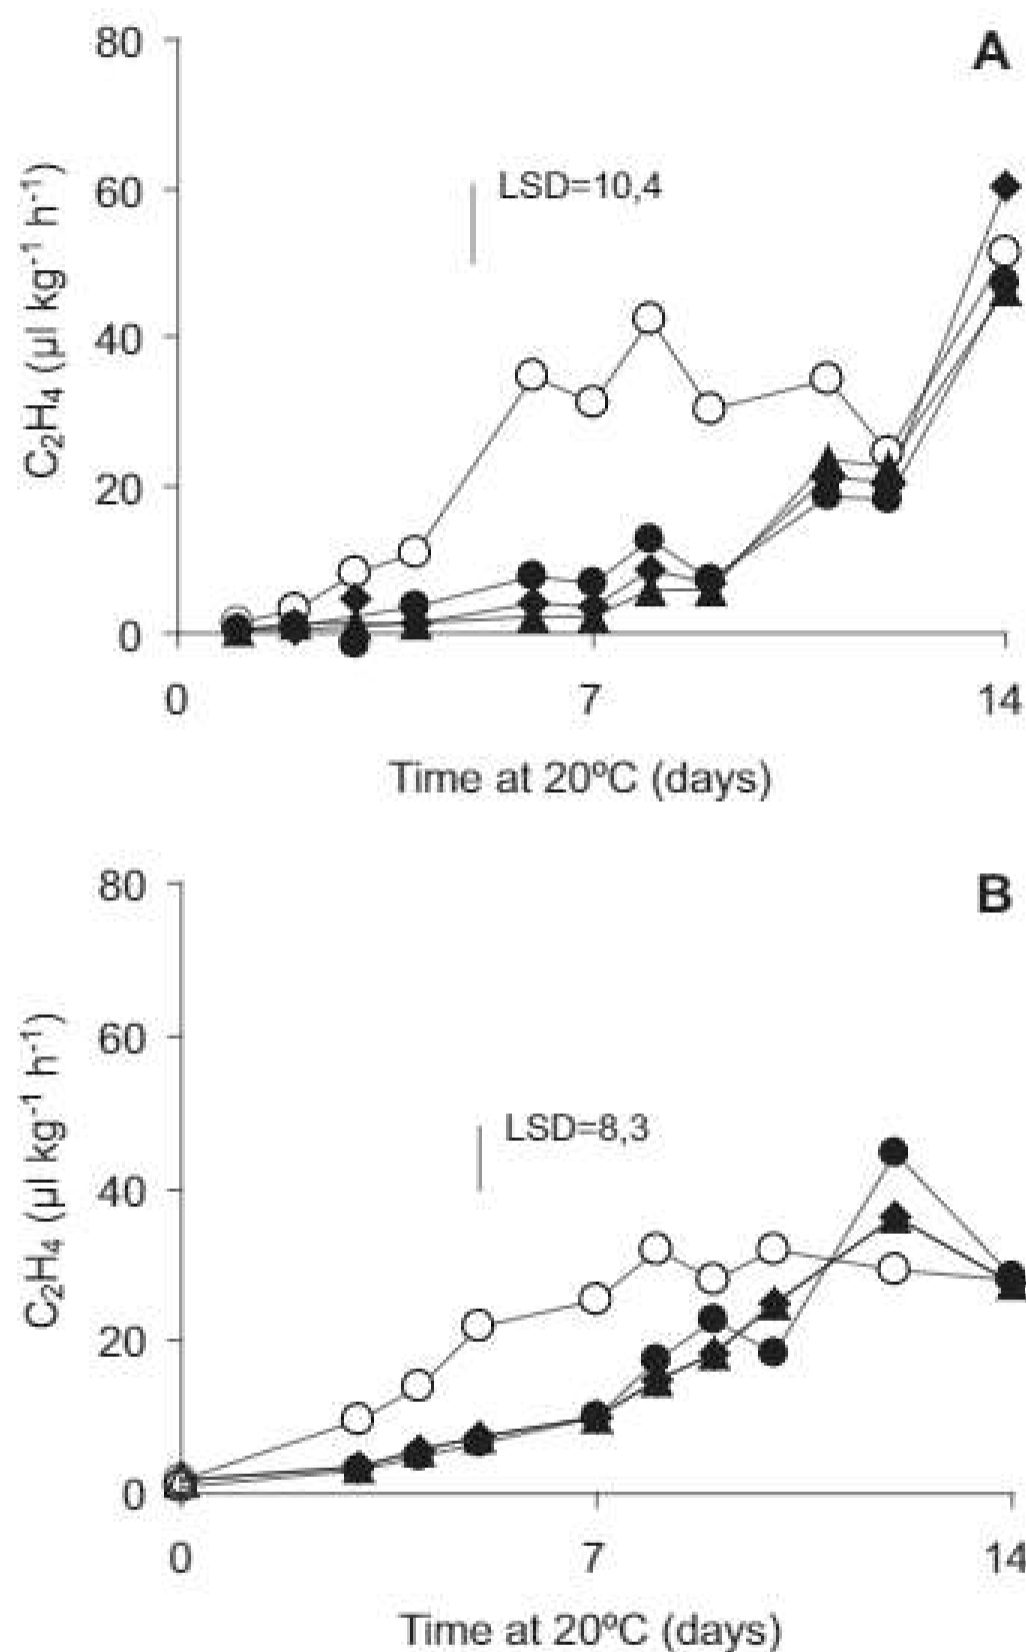 A
80
60
40
20
0
C₂H₄ (µl kg⁻¹ h⁻¹)
LSD=10,4
0 7 14
Time at 20ºC (days)
B
80
60
40
20
0
C₂H₄ (µl kg⁻¹ h⁻¹)
LSD=8,3
0 7 14
Time at 20ºC (days)